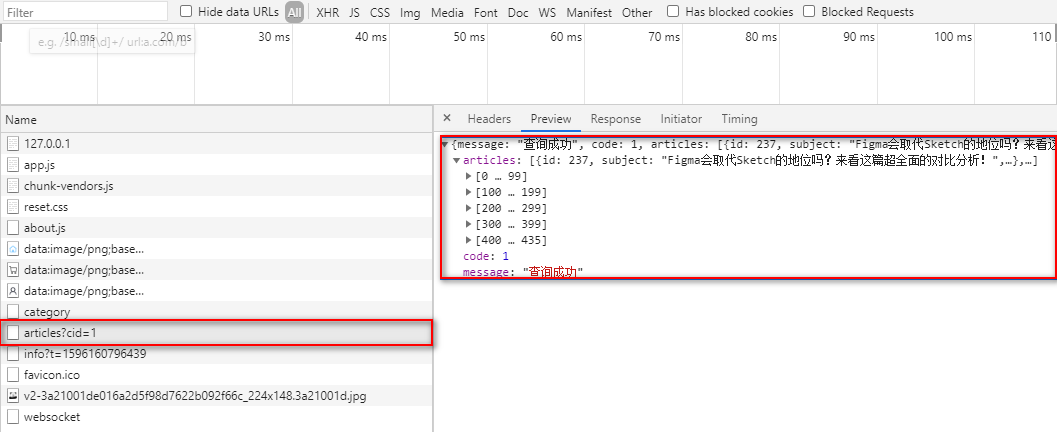 Filter
Hide data URLs All XHR JS CSS Img Media Font Doc WS Manifest Other Has blocked cookies Blocked Requests
e.g. /small[\d]+/ url:a.com/b
10 ms 20 ms 30 ms 40 ms 50 ms 60 ms 70 ms 80 ms 90 ms 100 ms 110
Name
× Headers Preview Response Initiator Timing
127.0.0.1
app.js
chunk-vendors.js
reset.css
about.js
data:image/png;base...
data:image/png;base...
data:image/png;base...
category
articles?cid=1
info?t=1596160796439
favicon.ico
v2-3a21001de016a2d5f98d7622b092f66c_224x148.3a21001d.jpg
websocket
{message: "查询成功", code: 1, articles: [{id: 237, subject: "Figma会取代Sketch的地位吗？来看这
articles: [{id: 237, subject: "Figma会取代Sketch的地位吗？来看这篇超全面的对比分析！",…},…]
[0 … 99]
[100 … 199]
[200 … 299]
[300 … 399]
[400 … 435]
code: 1
message: "查询成功"